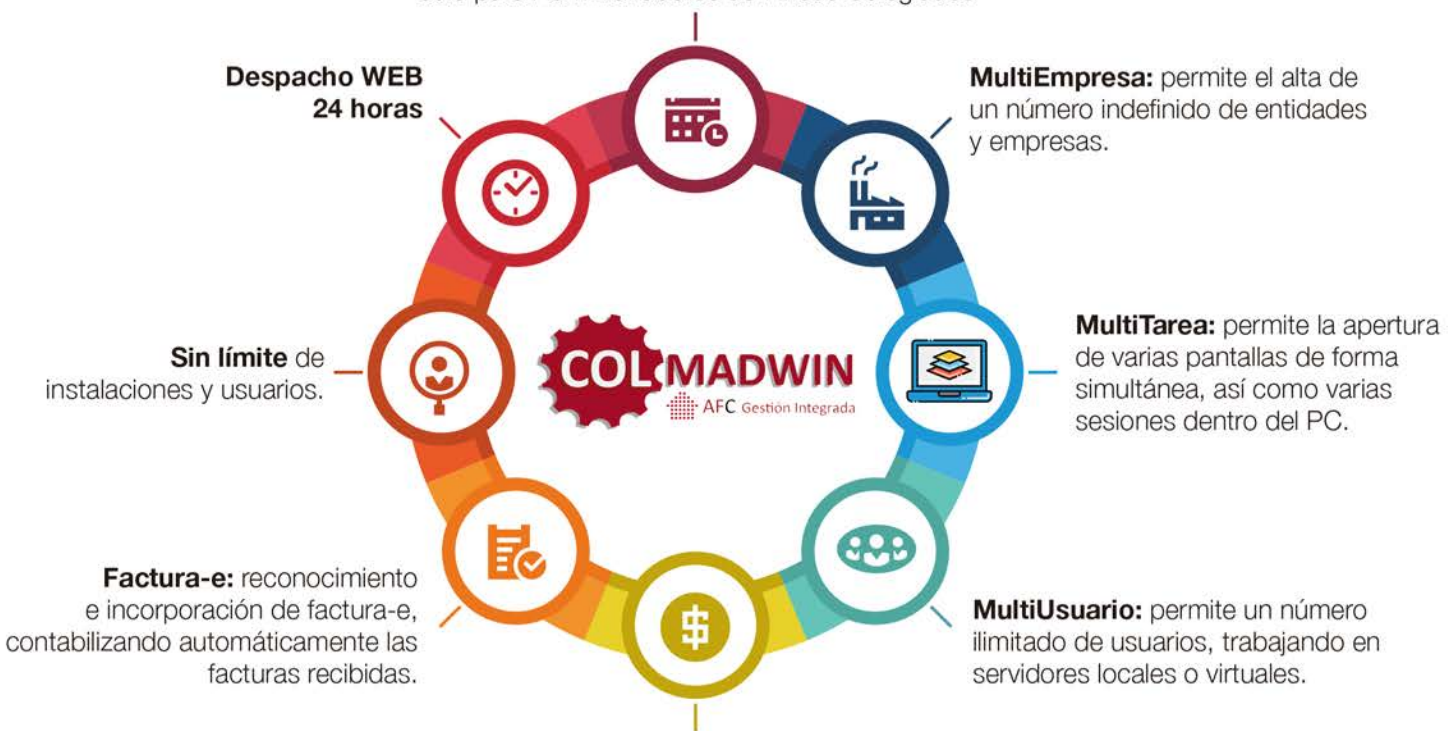 Despacho WEB
24 horas
MultiEmpresa: permite el alta de
un número indefinido de entidades
y empresas.
Sin límite de
instalaciones y usuarios.
COLMADWIN
AFC Gestión Integrada
MultiTarea: permite la apertura
de varias pantallas de forma
simultánea, así como varias
sesiones dentro del PC.
Factura-e: reconocimiento
e incorporación de factura-e,
contabilizando automáticamente las
facturas recibidas.
$
MultiUsuario: permite un número
ilimitado de usuarios, trabajando en
servidores locales o virtuales.